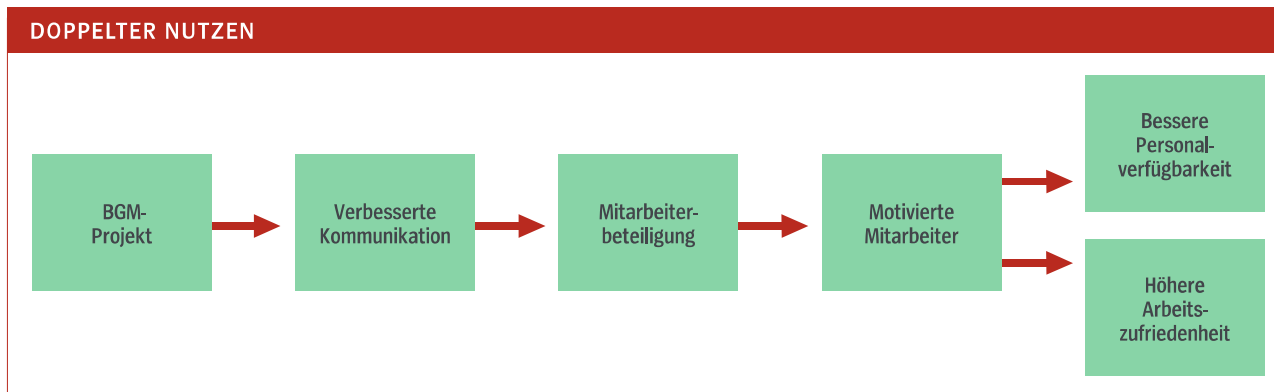 DOPPELTER NUTZEN
BGM-
Projekt
Verbesserte
Kommunikation
Mitarbeiter-
beteiligung
Motivierte
Mitarbeiter
Bessere
Personal-
verfügbarkeit
Höhere
Arbeits-
zufriedenheit